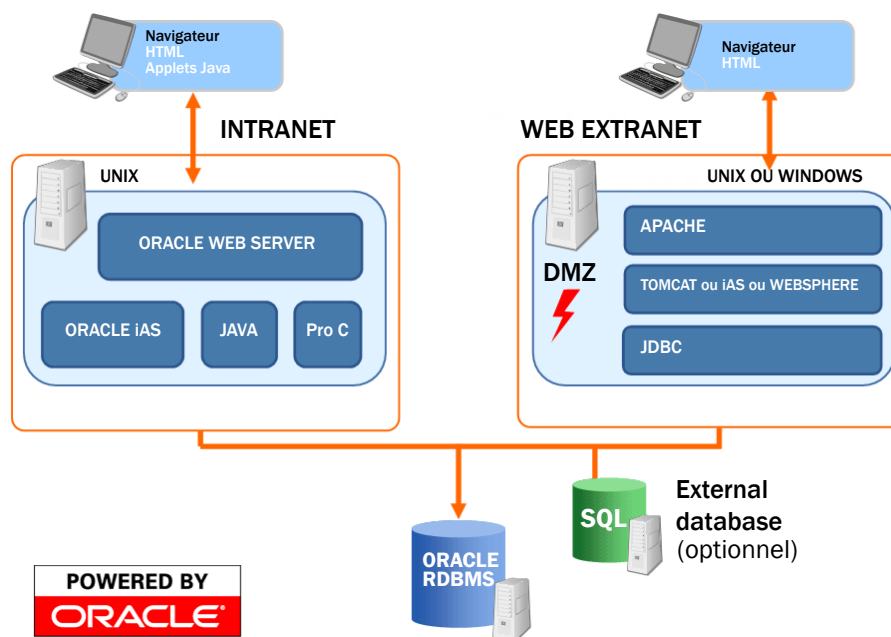 Navigateur
HTML
Applets Java
Navigateur
HTML
INTRANET
WEB EXTRANET
UNIX
UNIX OU WINDOWS
ORACLE WEB SERVER
ORACLE iAS
JAVA
Pro C
APACHE
DMZ
TOMCAT ou iAS ou WEBSPHERE
JDBC
SQL
External
database
(optionnel)
ORACLE
RDBMS
POWERED BY
ORACLE®